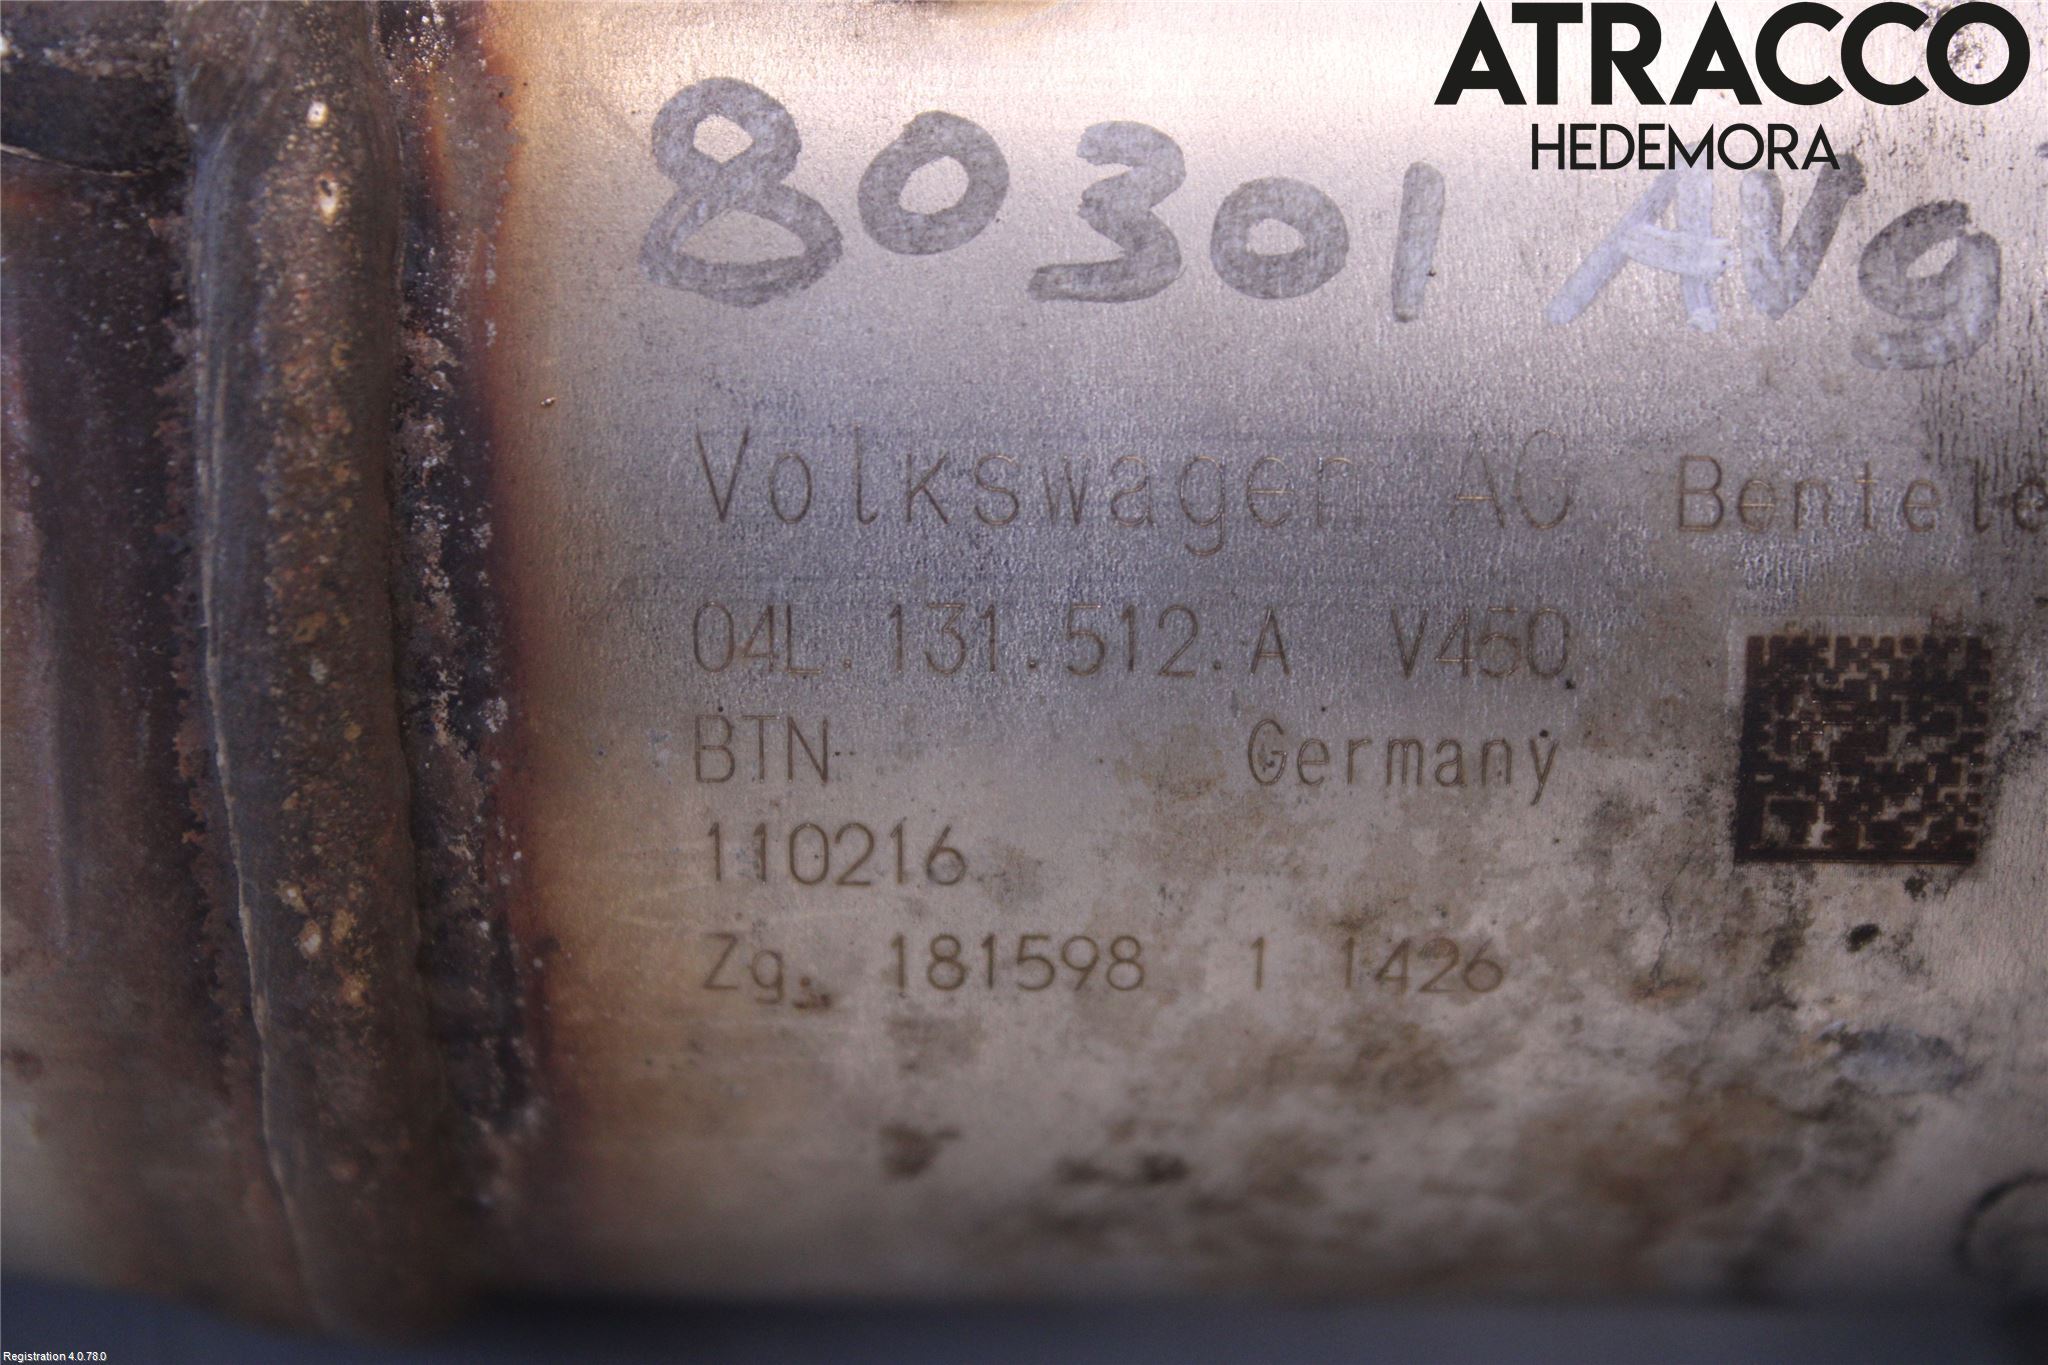 ATRACCO
HEDEMORA
80301 AVG
Volkswagen AG Bentele
04L.131.512.A V450
BTN Germany
110216
Zg. 181598 1 1426
Registration 4.0.78.0